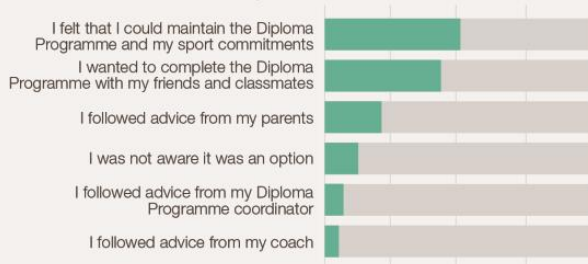 I felt that I could maintain the Diploma
Programme and my sport commitments
I wanted to complete the Diploma
Programme with my friends and classmates
I followed advice from my parents
I was not aware it was an option
I followed advice from my Diploma
Programme coordinator
I followed advice from my coach